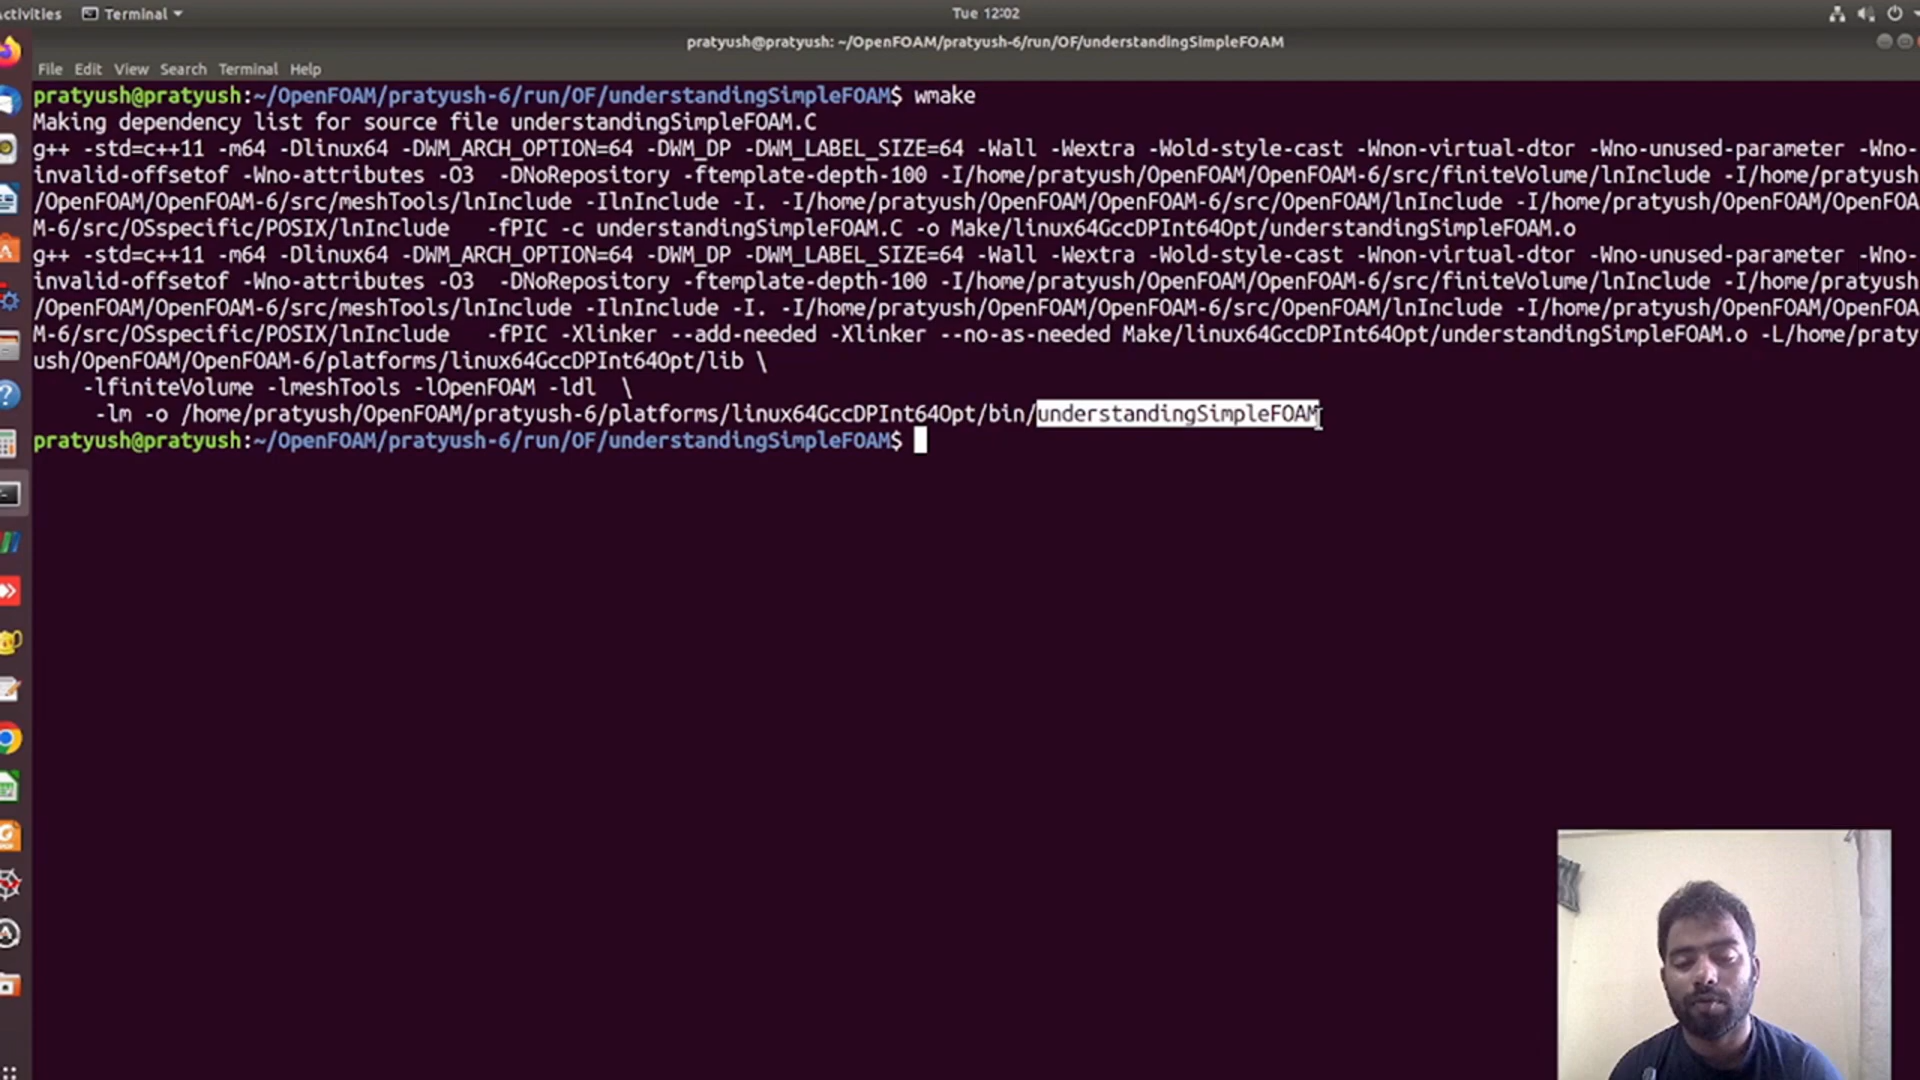 Activities Terminal Tue 12:02
pratyush@pratyush: ~/OpenFOAM/pratyush-6/run/OF/understandingSimpleFOAM
File Edit View Search Terminal Help
pratyush@pratyush:~/OpenFOAM/pratyush-6/run/OF/understandingSimpleFOAM$ wmake
Making dependency list for source file understandingSimpleFOAM.C
g++ -std=c++11 -m64 -Dlinux64 -DWM_ARCH_OPTION=64 -DWM_DP -DWM_LABEL_SIZE=64 -Wall -Wextra -Wold-style-cast -Wnon-virtual-dtor -Wno-unused-parameter -Wno-
invalid-offsetof -Wno-attributes -O3  -DNoRepository -ftemplate-depth-100 -I/home/pratyush/OpenFOAM/OpenFOAM-6/src/finiteVolume/lnInclude -I/home/pratyush
/OpenFOAM/OpenFOAM-6/src/meshTools/lnInclude -IlnInclude -I. -I/home/pratyush/OpenFOAM/OpenFOAM-6/src/OpenFOAM/lnInclude -I/home/pratyush/OpenFOAM/OpenFOA
M-6/src/OSspecific/POSIX/lnInclude   -fPIC -c understandingSimpleFOAM.C -o Make/linux64GccDPInt64Opt/understandingSimpleFOAM.o
g++ -std=c++11 -m64 -Dlinux64 -DWM_ARCH_OPTION=64 -DWM_DP -DWM_LABEL_SIZE=64 -Wall -Wextra -Wold-style-cast -Wnon-virtual-dtor -Wno-unused-parameter -Wno-
invalid-offsetof -Wno-attributes -O3  -DNoRepository -ftemplate-depth-100 -I/home/pratyush/OpenFOAM/OpenFOAM-6/src/finiteVolume/lnInclude -I/home/pratyush
/OpenFOAM/OpenFOAM-6/src/meshTools/lnInclude -IlnInclude -I. -I/home/pratyush/OpenFOAM/OpenFOAM-6/src/OpenFOAM/lnInclude -I/home/pratyush/OpenFOAM/OpenFOA
M-6/src/OSspecific/POSIX/lnInclude   -fPIC -Xlinker --add-needed -Xlinker --no-as-needed Make/linux64GccDPInt64Opt/understandingSimpleFOAM.o -L/home/praty
ush/OpenFOAM/OpenFOAM-6/platforms/linux64GccDPInt64Opt/lib \
    -lfiniteVolume -lmeshTools -lOpenFOAM -ldl  \
     -lm -o /home/pratyush/OpenFOAM/pratyush-6/platforms/linux64GccDPInt64Opt/bin/understandingSimpleFOAM
pratyush@pratyush:~/OpenFOAM/pratyush-6/run/OF/understandingSimpleFOAM$